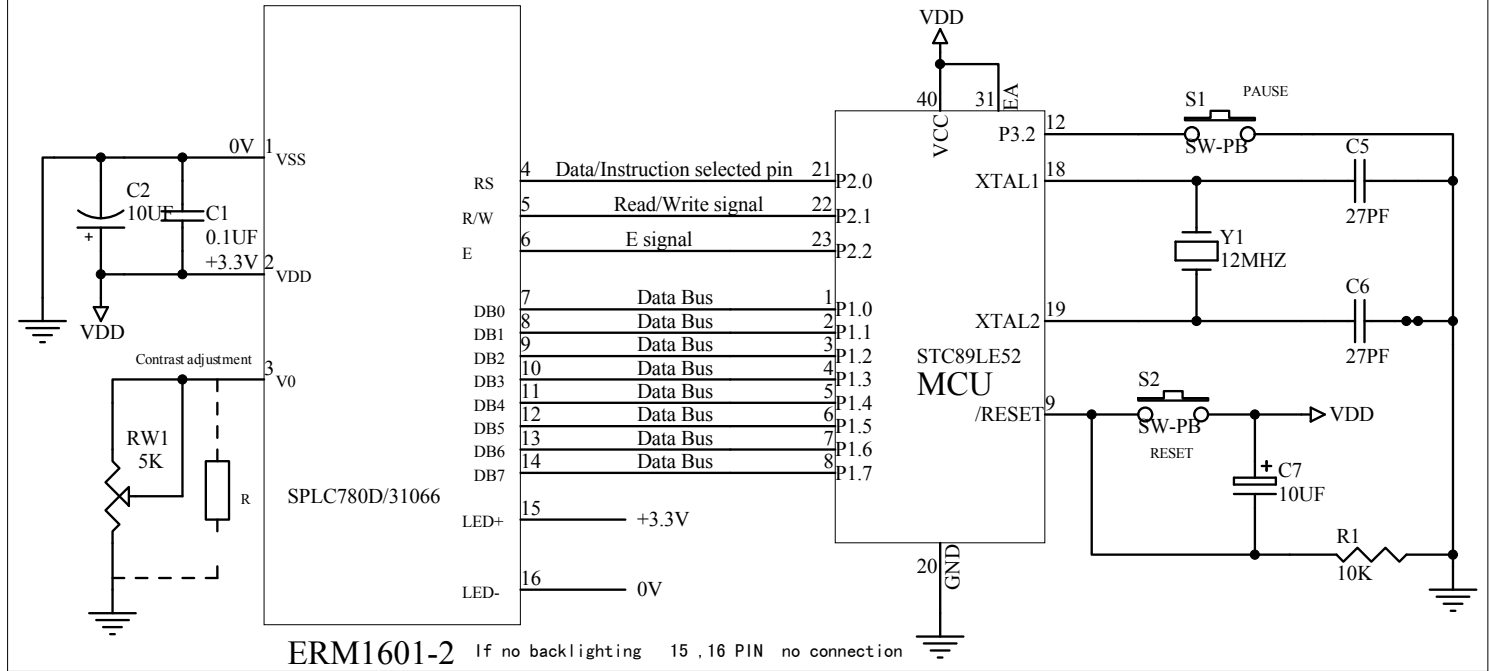 VDD
40
31
EA
VCC
S1
PAUSE
12
P3.2
SW-PB
0V
1
VSS
C2
10UF
C1
0.1UF
+3.3V
2
VDD
VDD
Contrast adjustment
3
V0
RW1
5K
R
SPLC780D/31066
RS
4
Data/Instruction selected pin
21
P2.0
R/W
5
Read/Write signal
22
P2.1
E
6
E signal
23
P2.2
DB0
7
Data Bus
1
P1.0
DB1
8
Data Bus
2
P1.1
DB2
9
Data Bus
3
P1.2
DB3
10
Data Bus
4
P1.3
DB4
11
Data Bus
5
P1.4
DB5
12
Data Bus
6
P1.5
DB6
13
Data Bus
7
P1.6
DB7
14
Data Bus
8
P1.7
LED+
15
+3.3V
LED-
16
0V
XTAL1
18
C5
27PF
Y1
12MHZ
XTAL2
19
C6
27PF
STC89LE52
MCU
/RESET
9
S2
SW-PB
RESET
VDD
C7
10UF
R1
10K
20
GND
ERM1601-2 If no backlighting 15 ,16 PIN no connection